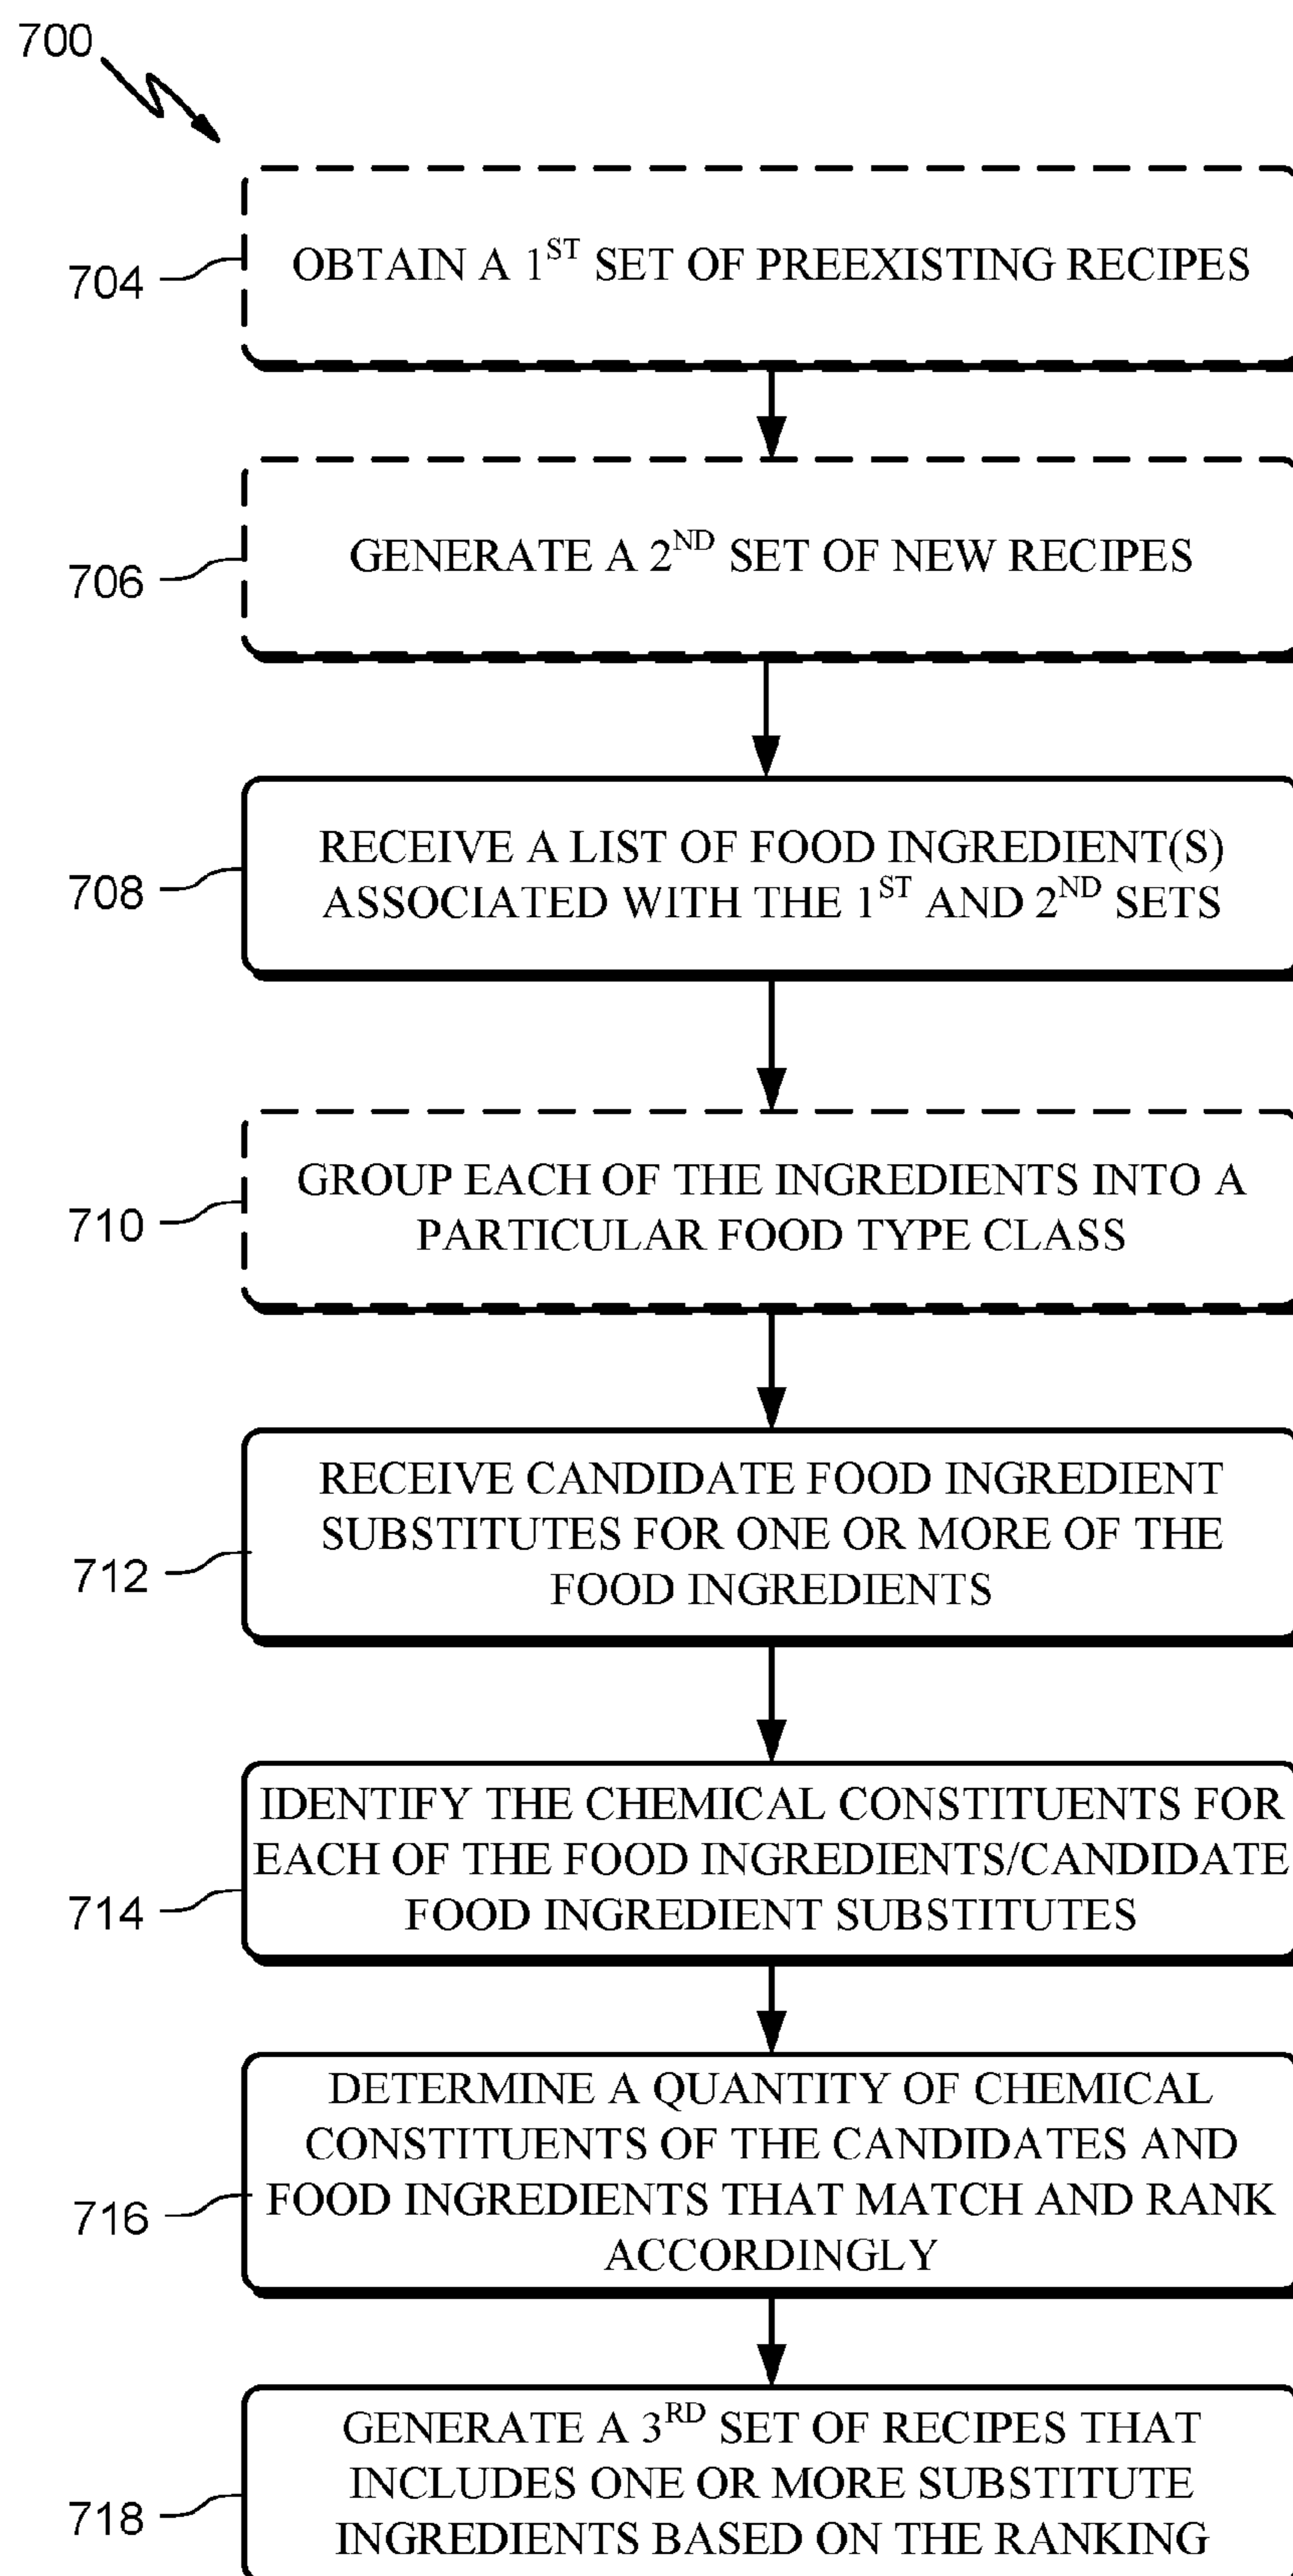 700
704
OBTAIN A 1ST SET OF PREEXISTING RECIPES
706
GENERATE A 2ND SET OF NEW RECIPES
708
RECEIVE A LIST OF FOOD INGREDIENT(S)
ASSOCIATED WITH THE 1ST AND 2ND SETS
710
GROUP EACH OF THE INGREDIENTS INTO A
PARTICULAR FOOD TYPE CLASS
712
RECEIVE CANDIDATE FOOD INGREDIENT
SUBSTITUTES FOR ONE OR MORE OF THE
FOOD INGREDIENTS
714
IDENTIFY THE CHEMICAL CONSTITUENTS FOR
EACH OF THE FOOD INGREDIENTS/CANDIDATE
FOOD INGREDIENT SUBSTITUTES
716
DETERMINE A QUANTITY OF CHEMICAL
CONSTITUENTS OF THE CANDIDATES AND
FOOD INGREDIENTS THAT MATCH AND RANK
ACCORDINGLY
718
GENERATE A 3RD SET OF RECIPES THAT
INCLUDES ONE OR MORE SUBSTITUTE
INGREDIENTS BASED ON THE RANKING